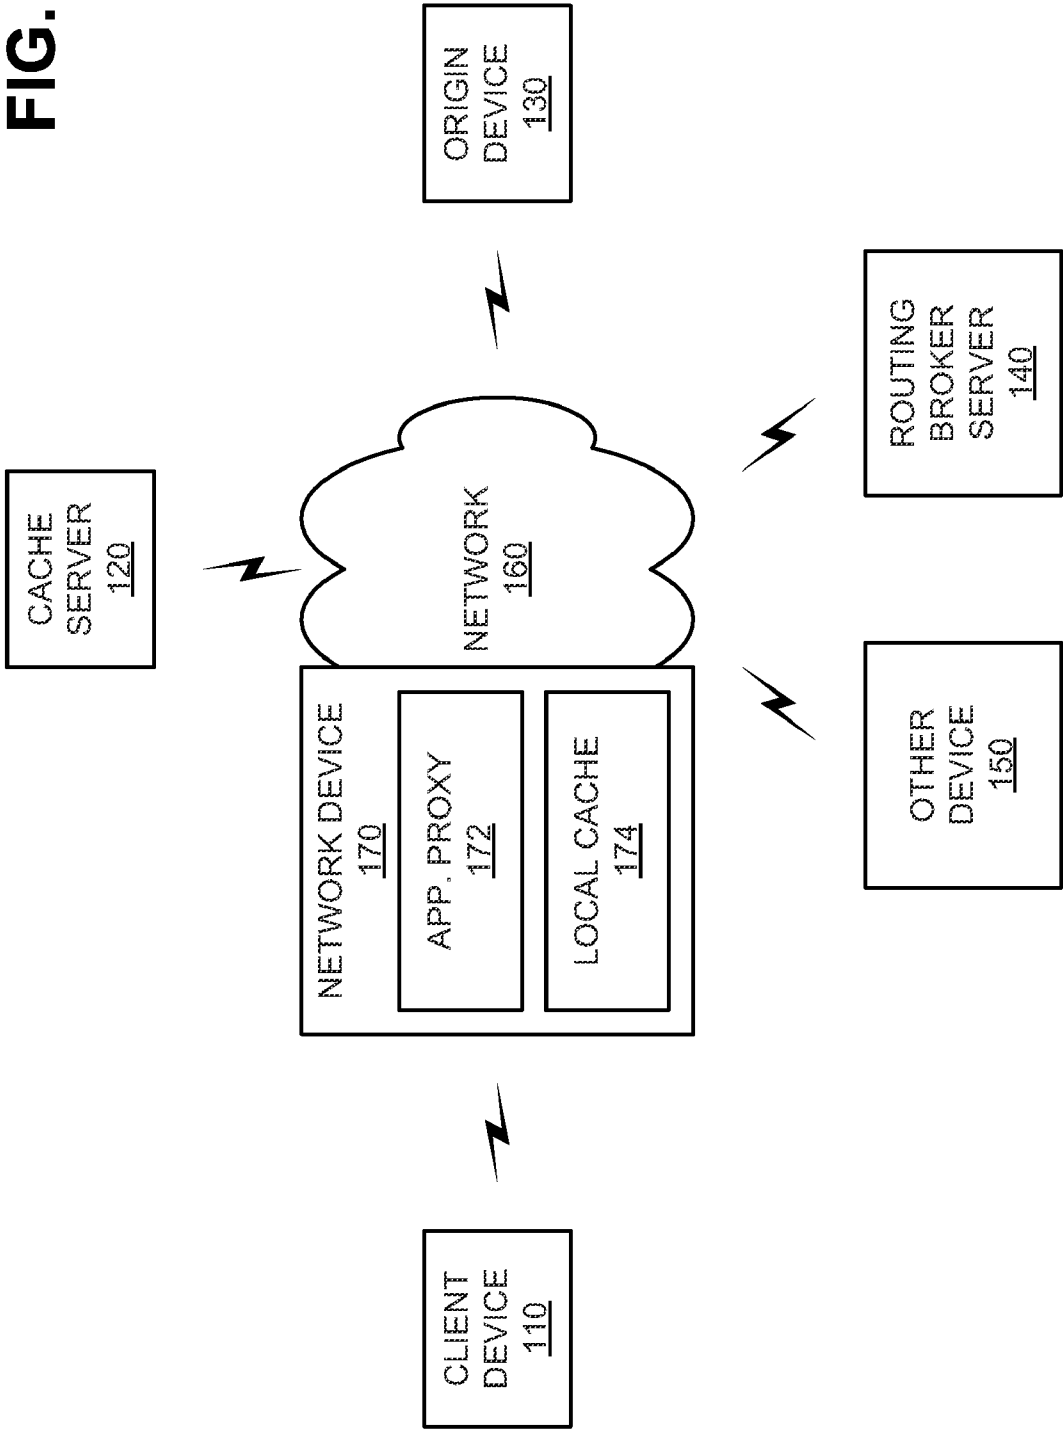 FIG.
CACHE
SERVER
120
NETWORK DEVICE
170
APP. PROXY
172
LOCAL CACHE
174
NETWORK
160
CLIENT
DEVICE
110
ORIGIN
DEVICE
130
OTHER
DEVICE
150
ROUTING
BROKER
SERVER
140